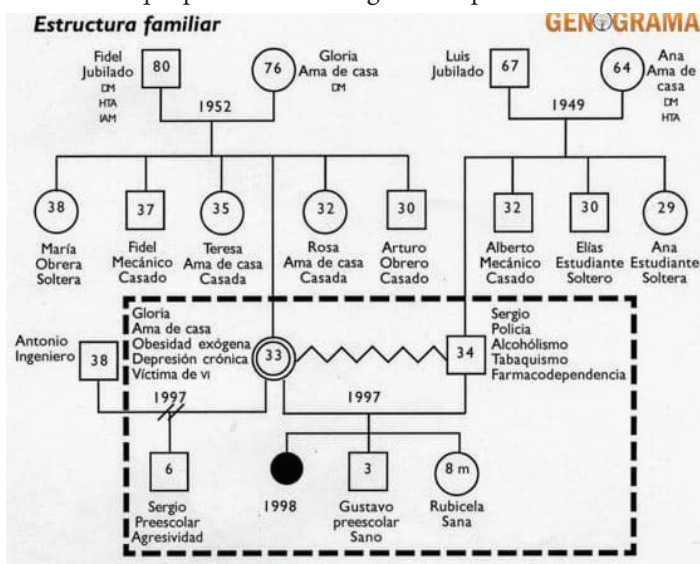 Estructura familiar
GENOGRAMA
Fidel
Jubilado
DM
HTA
IAM
80
76
Gloria
Ama de casa
DM
Luis
Jubilado
67
64
Ana
Ama de
casa
DM
HTA
1952
1949
38
37
35
32
30
32
30
29
María
Obrera
Soltera
Fidel
Mecánico
Casado
Teresa
Ama de casa
Casada
Rosa
Ama de casa
Casada
Arturo
Obrero
Casado
Alberto
Mecánico
Casado
Elías
Estudiante
Soltero
Ana
Estudiante
Soltera
Antonio
Ingeniero
38
Gloria
Ama de casa
Obesidad exógena
Depresión crónica
Víctima de VI
33
34
Sergio
Policia
Alcohólismo
Tabaquismo
Farmacodependencia
1997
1997
6
3
8 m
Sergio
Preescolar
Agresividad
1998
Gustavo
preescolar
Sano
Rubicela
Sana